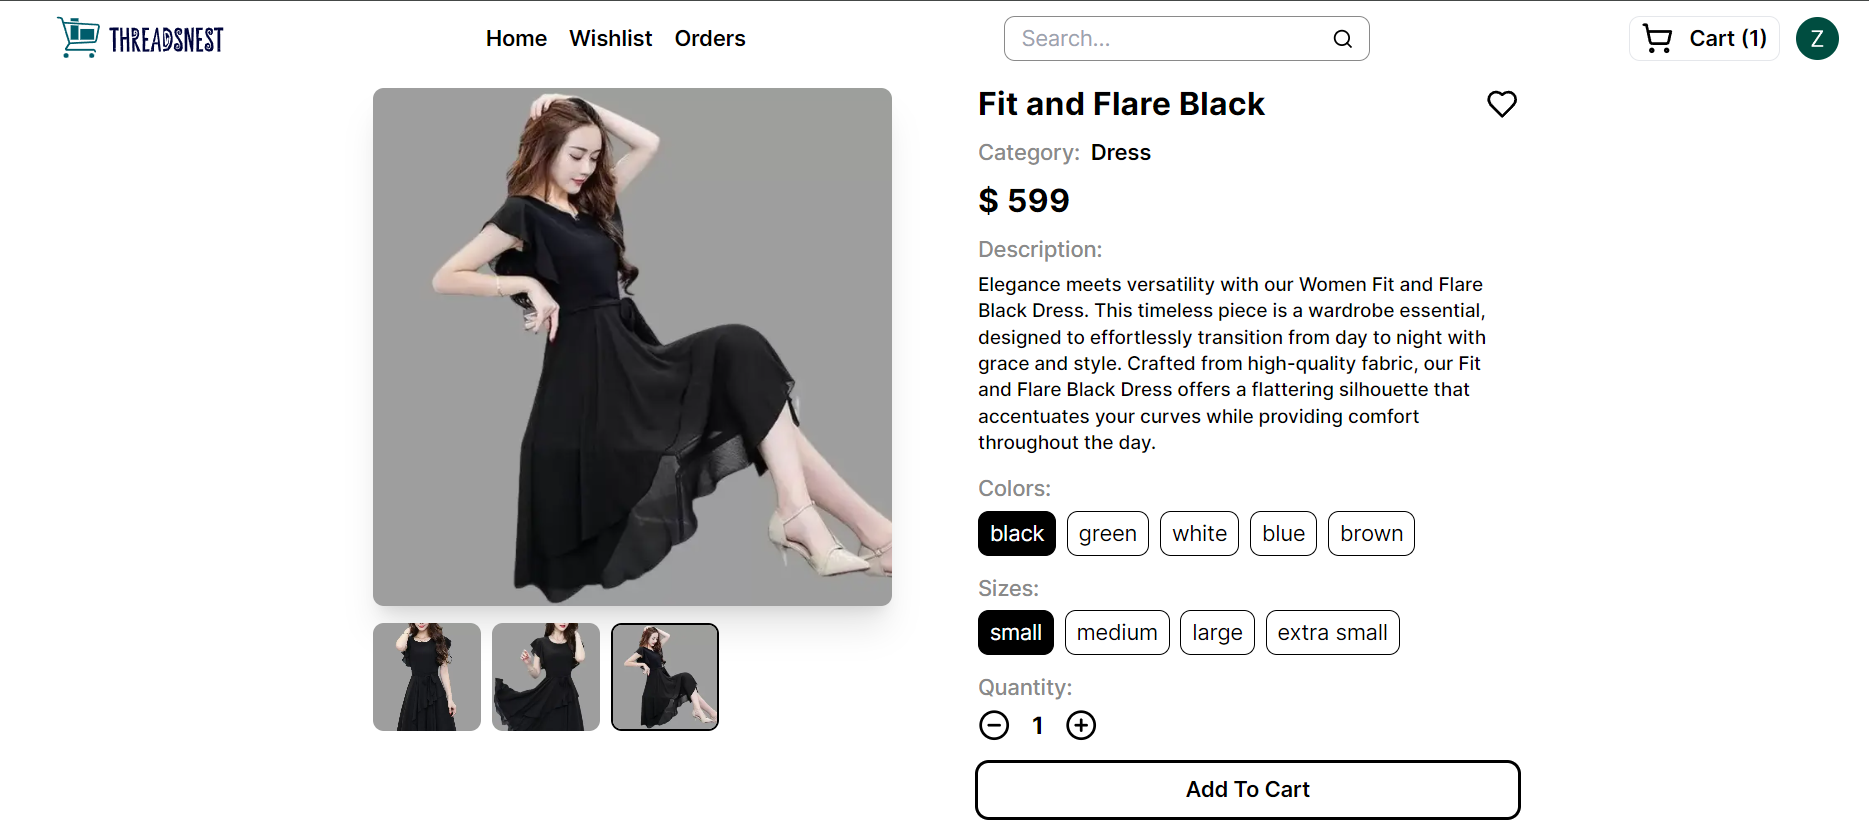 THREADSNEST
Home Wishlist Orders
Search...
Cart (1)
Z
Fit and Flare Black
Category: Dress
$ 599
Description:
Elegance meets versatility with our Women Fit and Flare
Black Dress. This timeless piece is a wardrobe essential,
designed to effortlessly transition from day to night with
grace and style. Crafted from high-quality fabric, our Fit
and Flare Black Dress offers a flattering silhouette that
accentuates your curves while providing comfort
throughout the day.
Colors:
black green white blue brown
Sizes:
small medium large extra small
Quantity:
1
Add To Cart